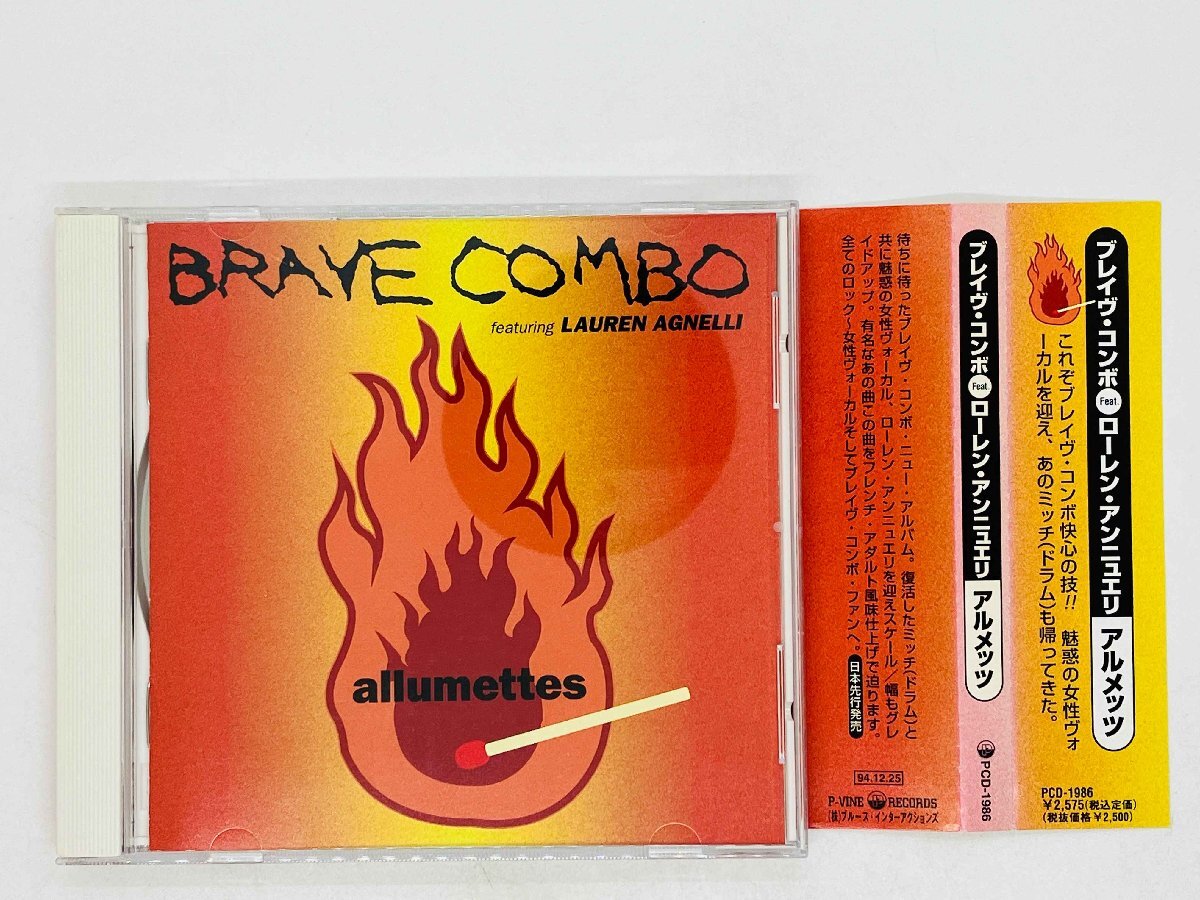 BRAVE COMBO
featuring LAUREN AGNELLI
allumettes
待ちに待ったブレイヴ・コンボ・ニュー・アルバム。復活したミッチ(ドラム)と
共に魅惑の女性ヴォーカル、ローレン・アンニュエリを迎えスケール/幅もグレ
イドアップ。有名なあの曲この曲をフレンチ・アダルト風味仕上げで迫ります。
全てのロック〜女性ヴォーカルそしてブレイヴ・コンボ・ファンへ。日本先行発売
94.12.25
P-VINE RECORDS
(株)ブルース・インターアクションズ
ブレイヴ・コンボ Feat. ローレン・アンニュエリ アルメッツ
PCD-1986
ブレイヴ・コンボ Feat. ローレン・アンニュエリ アルメッツ
これぞブレイヴ・コンボ快心の技!! 魅惑の女性ヴォ
ーカルを迎え、あのミッチ(ドラム)も帰ってきた。
PCD-1986
¥2,575(税込定価)
(税抜価格¥2,500)